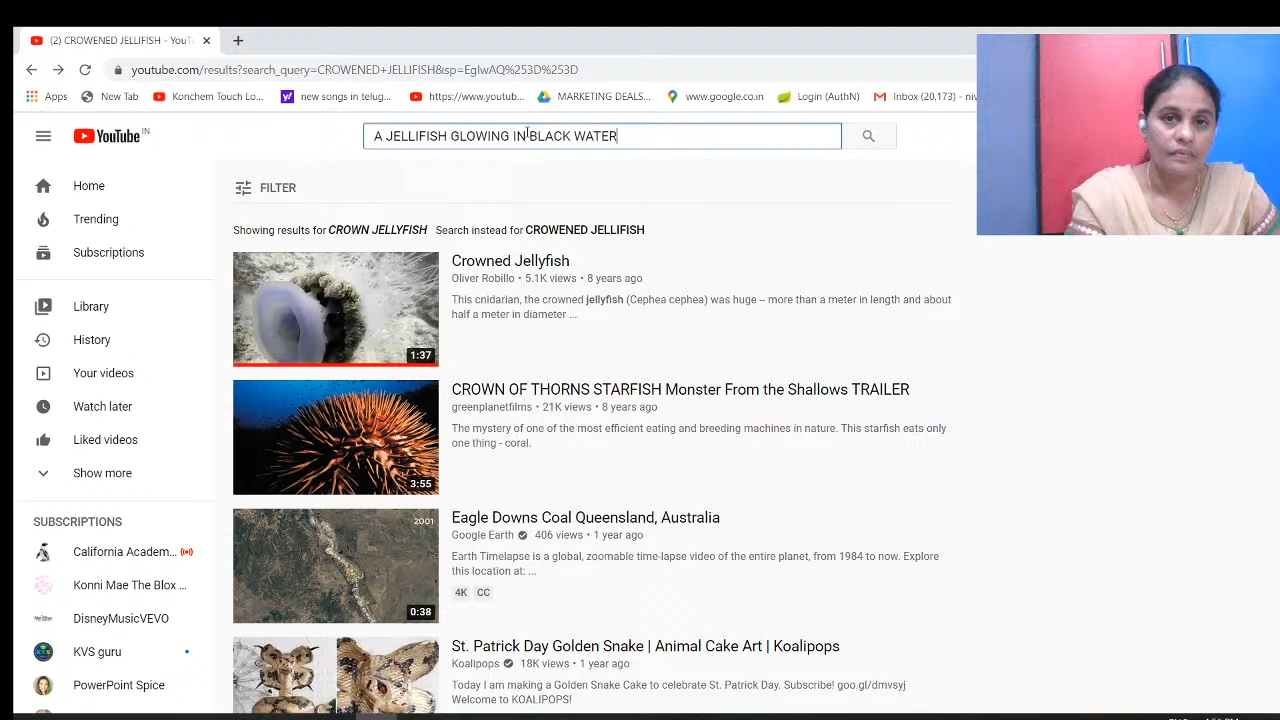 (2) CROWENED JELLIFISH - YouT
youtube.com/results?search_query=CROWENED+JELLIFISH&sp=EgIwAQ%253D%253D
Apps New Tab Konchem Touch Lo... new songs in telug... https://www.youtub... MARKETING DEALS... www.google.co.in Login (AuthN) Inbox (20,173) - niv
YouTube IN
A JELLIFISH GLOWING IN BLACK WATER
Home
Trending
Subscriptions
Library
History
Your videos
Watch later
Liked videos
Show more
SUBSCRIPTIONS
California Academ...
Konni Mae The Blox ...
DisneyMusicVEVO
KVS guru
PowerPoint Spice
FILTER
Showing results for CROWN JELLYFISH Search instead for CROWENED JELLIFISH
1:37
Crowned Jellyfish
Oliver Robillo • 5.1K views • 8 years ago
This cnidarian, the crowned jellyfish (Cephea cephea) was huge -- more than a meter in length and about
half a meter in diameter ...
3:55
CROWN OF THORNS STARFISH Monster From the Shallows TRAILER
greenplanetfilms • 21K views • 8 years ago
The mystery of one of the most efficient eating and breeding machines in nature. This starfish eats only
one thing - coral.
2001
0:38
Eagle Downs Coal Queensland, Australia
Google Earth • 406 views • 1 year ago
Earth Timelapse is a global, zoomable time-lapse video of the entire planet, from 1984 to now. Explore
this location at: ...
4K CC
St. Patrick Day Golden Snake | Animal Cake Art | Koalipops
Koalipops • 18K views • 1 year ago
Today I am making a Golden Snake Cake to celebrate St. Patrick Day. Subscribe! goo.gl/dmvsyj
Welcome to KOALIPOPS!